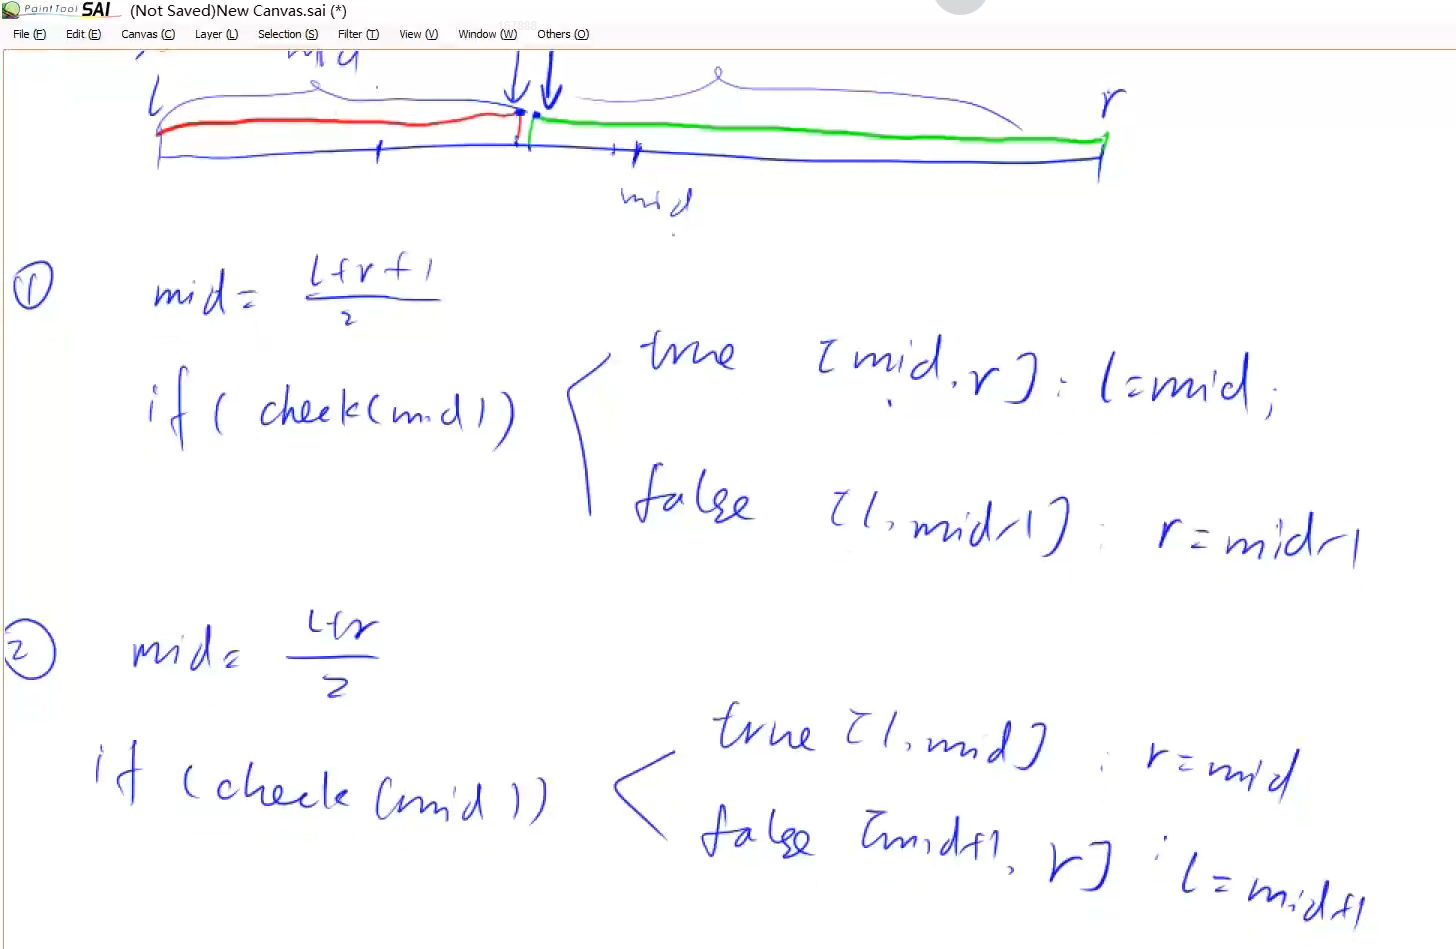 PaintTool SAI (Not Saved)New Canvas.sai (*)
File (F) Edit (E) Canvas (C) Layer (L) Selection (S) Filter (T) View (V) Window (W) Others (O)
mid
l r
mid
① mid = l+r+1
2
if ( check(mid))
true [mid, r] : l=mid;
false [l, mid-1] : r=mid-1
② mid = l+r
2
if (check (mid))
true [l, mid] : r=mid
false [mid+1, r] : l=mid+1